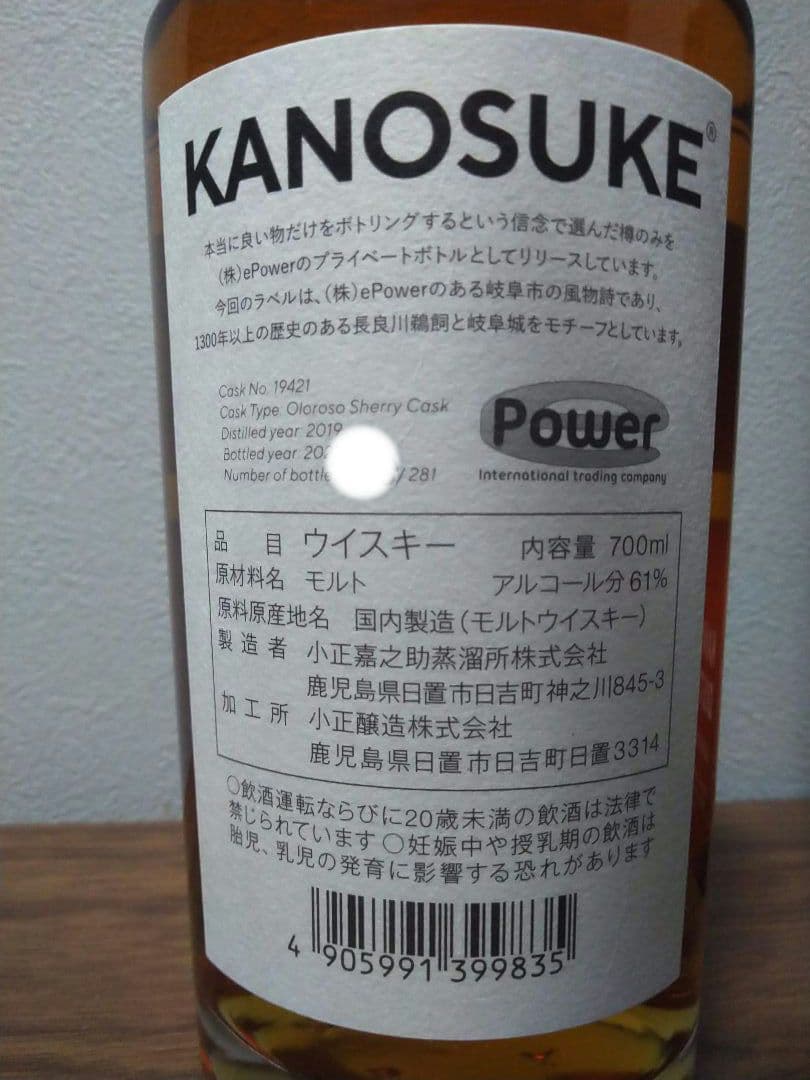 KANOSUKE®
本当に良い物だけをボトリングするという信念で選んだ樽のみを
(株)ePowerのプライベートボトルとしてリリースしています。
今回のラベルは、(株)ePowerのある岐阜市の風物詩であり、
1300年以上の歴史のある長良川鵜飼と岐阜城をモチーフとしています。
Cask No. 19421
Cask Type: Oloroso Sherry Cask
Distilled year: 2019
Bottled year:
Number of / 281
Power
International trading company
品目 ウイスキー 内容量 700ml
原材料名 モルト アルコール分 61%
原料原産地名 国内製造(モルトウイスキー)
製造者 小正嘉之助蒸溜所株式会社
鹿児島県日置市日吉町神之川845-3
加工所 小正醸造株式会社
鹿児島県日置市日吉町日置3314
○飲酒運転ならびに20歳未満の飲酒は法律で
禁じられています ○妊娠中や授乳期の飲酒は
胎児、乳児の発育に影響する恐れがあります
4 905991 399835